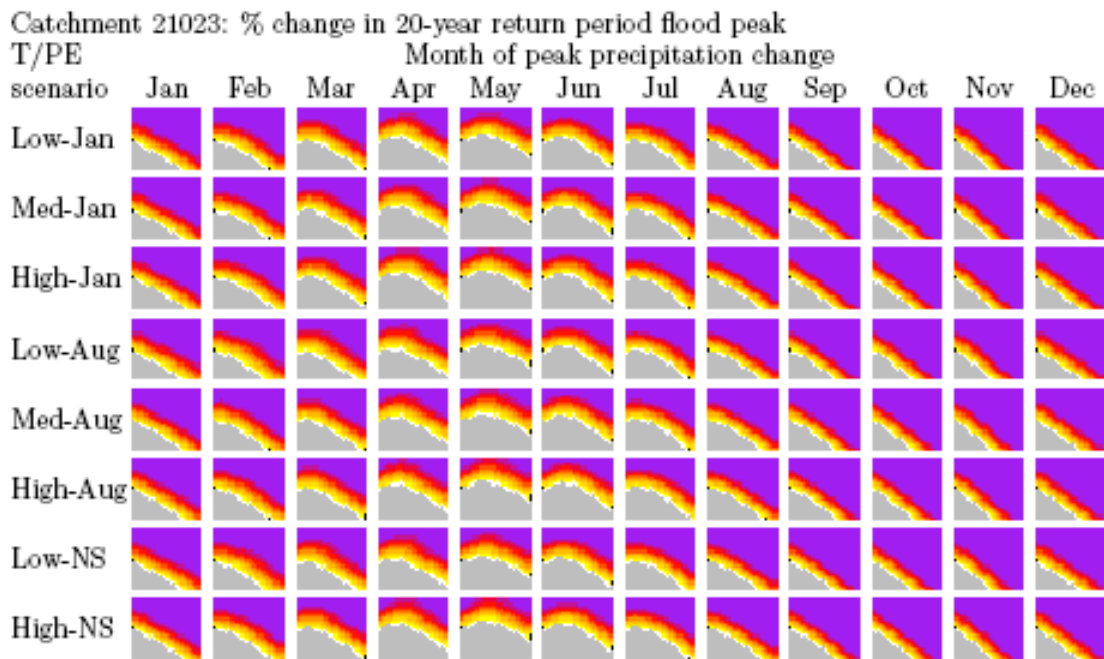 Catchment 21023: % change in 20-year return period flood peak
T/PE Month of peak precipitation change
scenario Jan Feb Mar Apr May Jun Jul Aug Sep Oct Nov Dec
Low-Jan
Med-Jan
High-Jan
Low-Aug
Med-Aug
High-Aug
Low-NS
High-NS